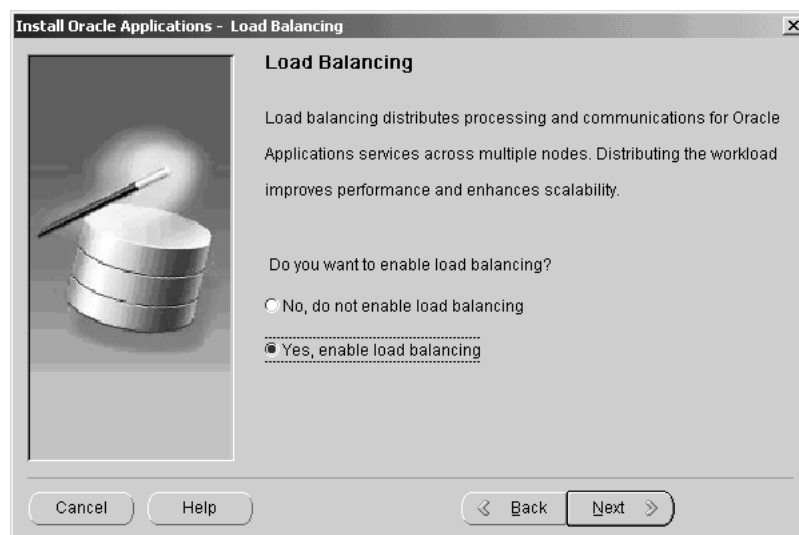 Install Oracle Applications - Load Balancing
Load Balancing
Load balancing distributes processing and communications for Oracle
Applications services across multiple nodes. Distributing the workload
improves performance and enhances scalability.
Do you want to enable load balancing?
No, do not enable load balancing
Yes, enable load balancing
Cancel Help Back Next